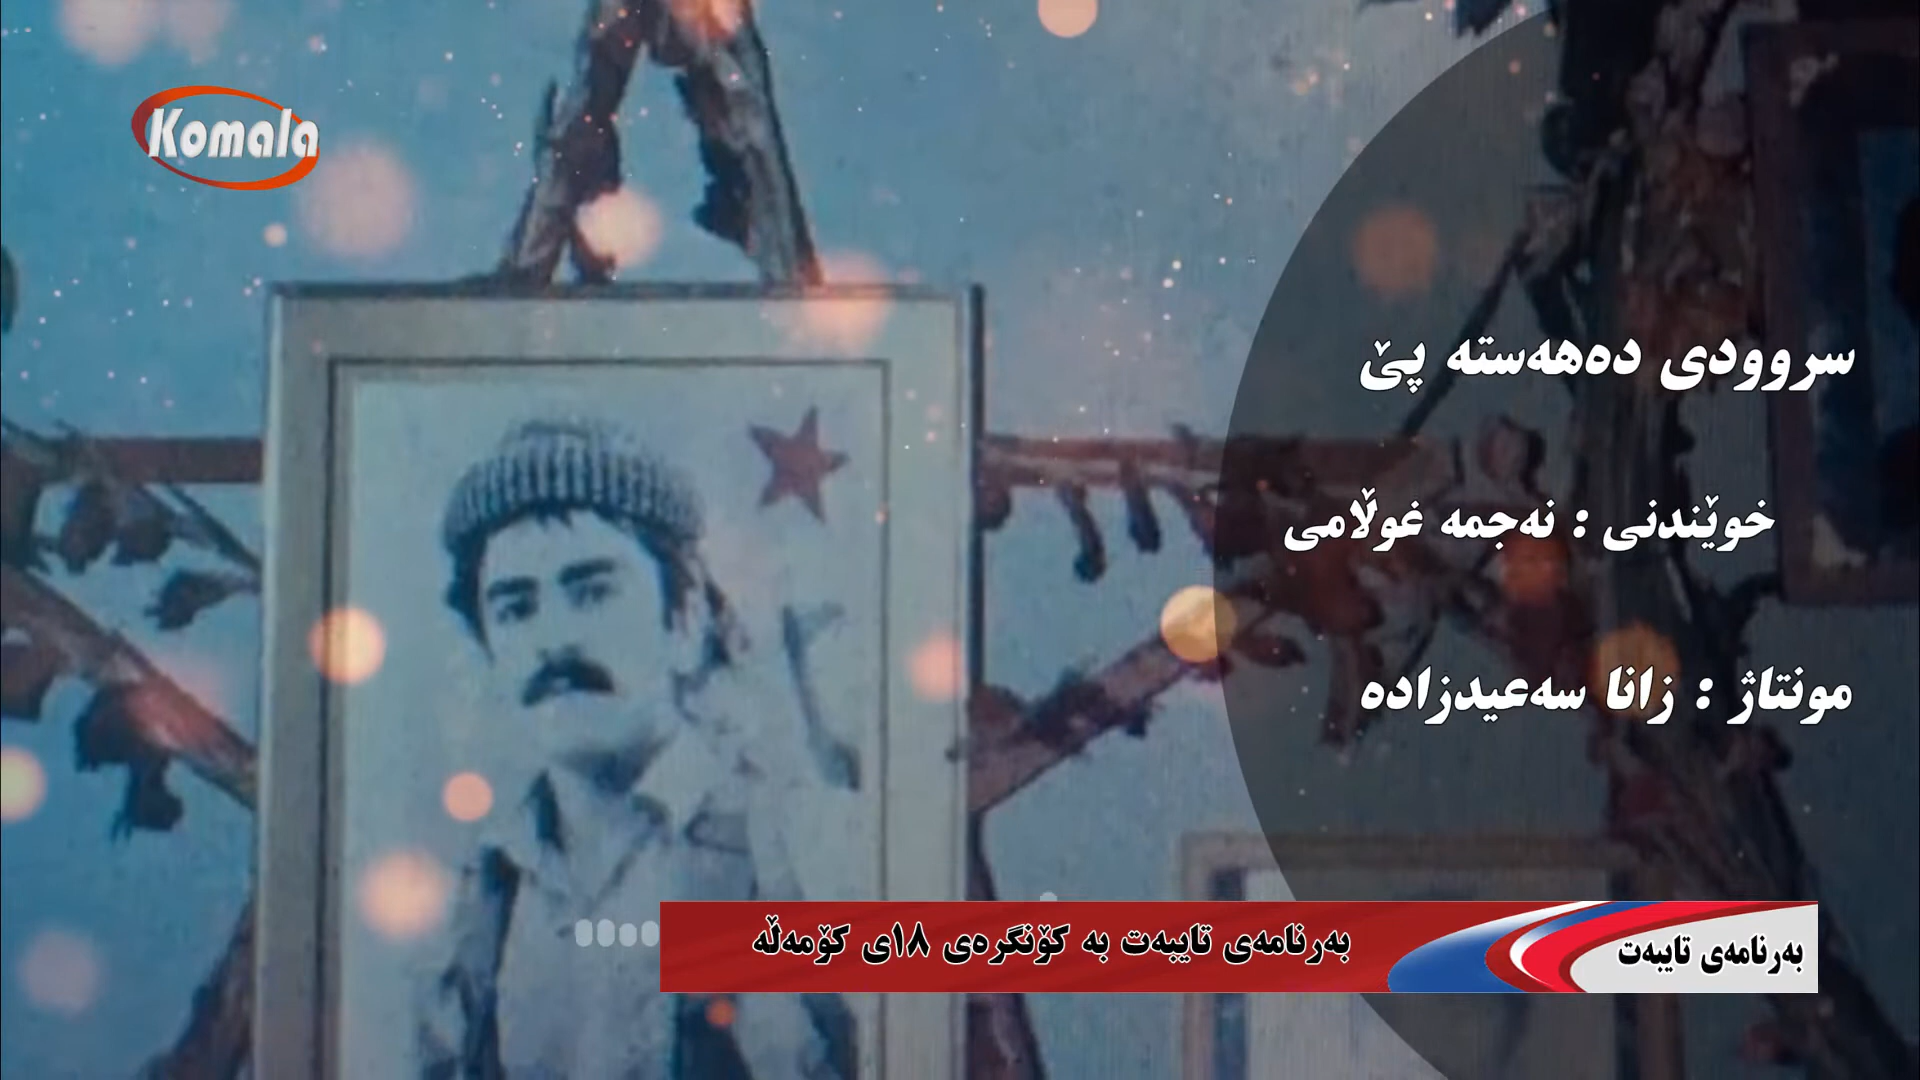 Komala
سروودی دەهەستە پێ
خوێندنی : نەجمە غوڵامی
مونتاژ : زانا سەعیدزادە
بەرنامەی تایبەت بە کۆنگرەی ١٨ی کۆمەڵە
بەرنامەی تایبەت